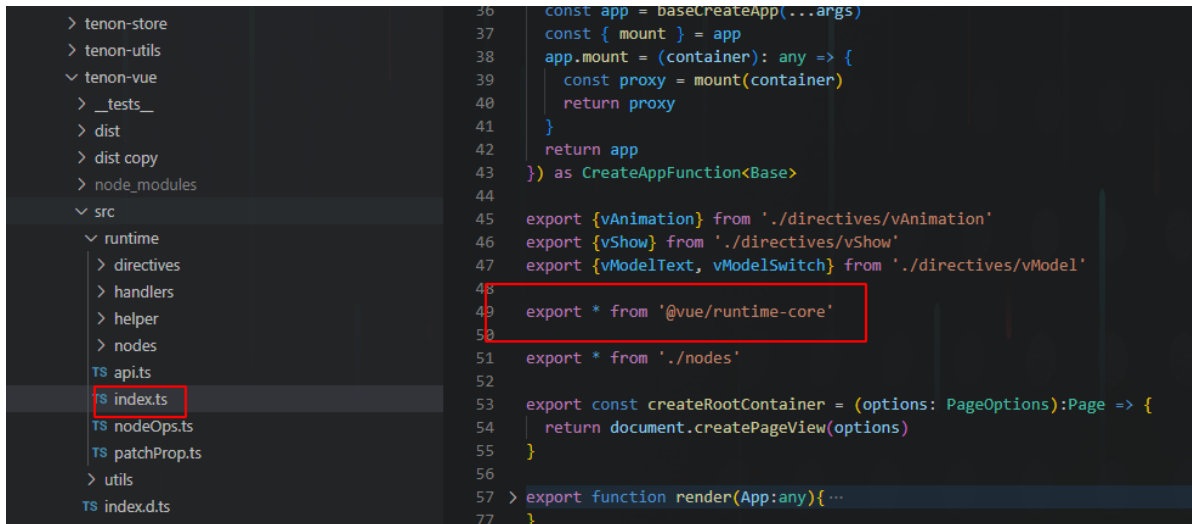 tenon-store
tenon-utils
tenon-vue
__tests__
dist
dist copy
node_modules
src
runtime
directives
handlers
helper
nodes
TS api.ts
TS index.ts
TS nodeOps.ts
TS patchProp.ts
utils
TS index.d.ts
36 const app = baseCreateApp(...args)
37 const { mount } = app
38 app.mount = (container): any => {
39 const proxy = mount(container)
40 return proxy
41 }
42 return app
43 }) as CreateAppFunction<Base>
44
45 export {vAnimation} from './directives/vAnimation'
46 export {vShow} from './directives/vShow'
47 export {vModelText, vModelSwitch} from './directives/vModel'
48
49 export * from '@vue/runtime-core'
50
51 export * from './nodes'
52
53 export const createRootContainer = (options: PageOptions):Page => {
54 return document.createPageView(options)
55 }
56
57 export function render(App:any){ ⋯
77 }